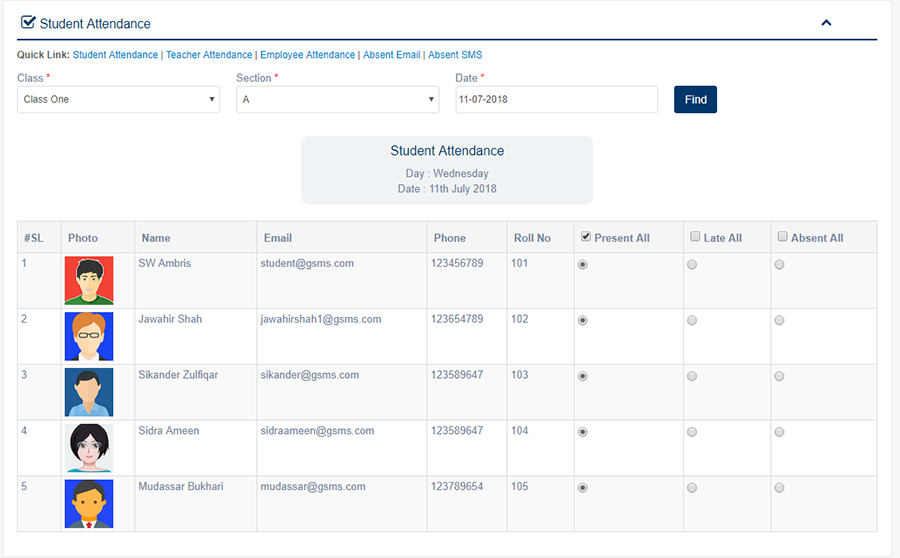 Student Attendance
Quick Link: Student Attendance | Teacher Attendance | Employee Attendance | Absent Email | Absent SMS
Class * Section * Date *
Class One A 11-07-2018 Find
Student Attendance
Day : Wednesday
Date : 11th July 2018
#SL Photo Name Email Phone Roll No Present All Late All Absent All
1 SW Ambris student@gsms.com 123456789 101
2 Jawahir Shah jawahirshah1@gsms.com 123654789 102
3 Sikander Zulfiqar sikander@gsms.com 123589647 103
4 Sidra Ameen sidraameen@gsms.com 123589647 104
5 Mudassar Bukhari mudassar@gsms.com 123789654 105